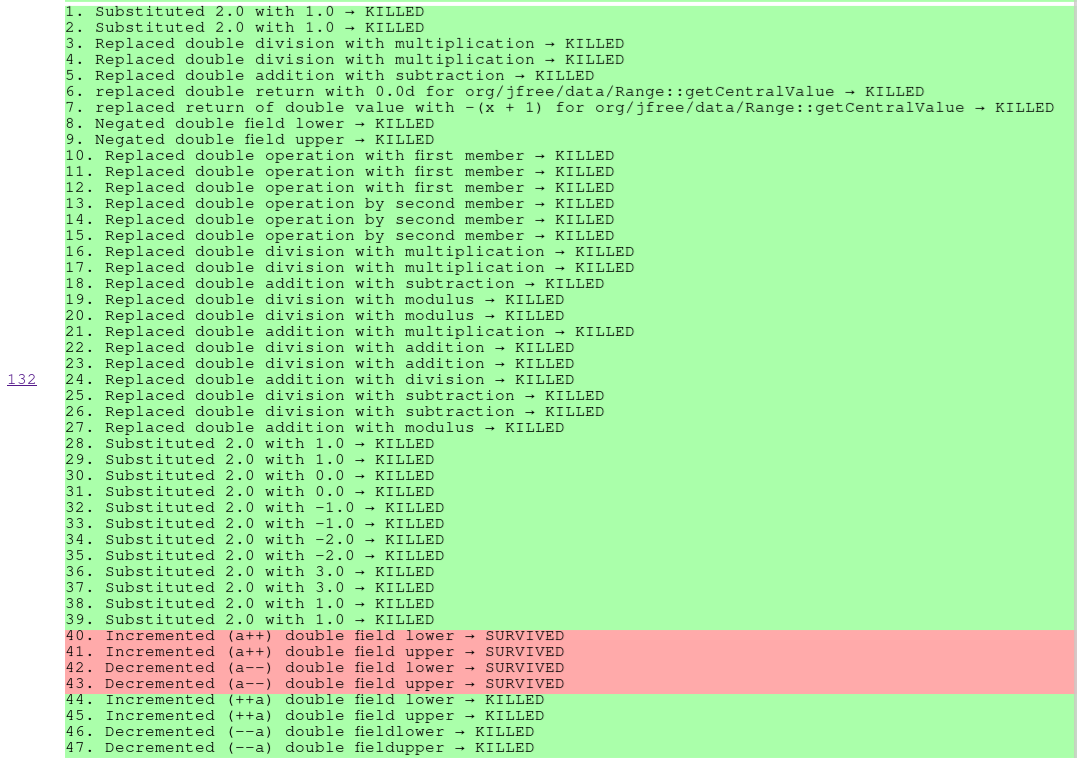 1. Substituted 2.0 with 1.0 → KILLED
2. Substituted 2.0 with 1.0 → KILLED
3. Replaced double division with multiplication → KILLED
4. Replaced double division with multiplication → KILLED
5. Replaced double addition with subtraction → KILLED
6. replaced double return with 0.0d for org/jfree/data/Range::getCentralValue → KILLED
7. replaced return of double value with -(x + 1) for org/jfree/data/Range::getCentralValue → KILLED
8. Negated double field lower → KILLED
9. Negated double field upper → KILLED
10. Replaced double operation with first member → KILLED
11. Replaced double operation with first member → KILLED
12. Replaced double operation with first member → KILLED
13. Replaced double operation by second member → KILLED
14. Replaced double operation by second member → KILLED
15. Replaced double operation by second member → KILLED
16. Replaced double division with multiplication → KILLED
17. Replaced double division with multiplication → KILLED
18. Replaced double addition with subtraction → KILLED
19. Replaced double division with modulus → KILLED
20. Replaced double division with modulus → KILLED
21. Replaced double addition with multiplication → KILLED
22. Replaced double division with addition → KILLED
23. Replaced double division with addition → KILLED
132 24. Replaced double addition with division → KILLED
25. Replaced double division with subtraction → KILLED
26. Replaced double division with subtraction → KILLED
27. Replaced double addition with modulus → KILLED
28. Substituted 2.0 with 1.0 → KILLED
29. Substituted 2.0 with 1.0 → KILLED
30. Substituted 2.0 with 0.0 → KILLED
31. Substituted 2.0 with 0.0 → KILLED
32. Substituted 2.0 with -1.0 → KILLED
33. Substituted 2.0 with -1.0 → KILLED
34. Substituted 2.0 with -2.0 → KILLED
35. Substituted 2.0 with -2.0 → KILLED
36. Substituted 2.0 with 3.0 → KILLED
37. Substituted 2.0 with 3.0 → KILLED
38. Substituted 2.0 with 1.0 → KILLED
39. Substituted 2.0 with 1.0 → KILLED
40. Incremented (a++) double field lower → SURVIVED
41. Incremented (a++) double field upper → SURVIVED
42. Decremented (a--) double field lower → SURVIVED
43. Decremented (a--) double field upper → SURVIVED
44. Incremented (++a) double field lower → KILLED
45. Incremented (++a) double field upper → KILLED
46. Decremented (--a) double fieldlower → KILLED
47. Decremented (--a) double fieldupper → KILLED